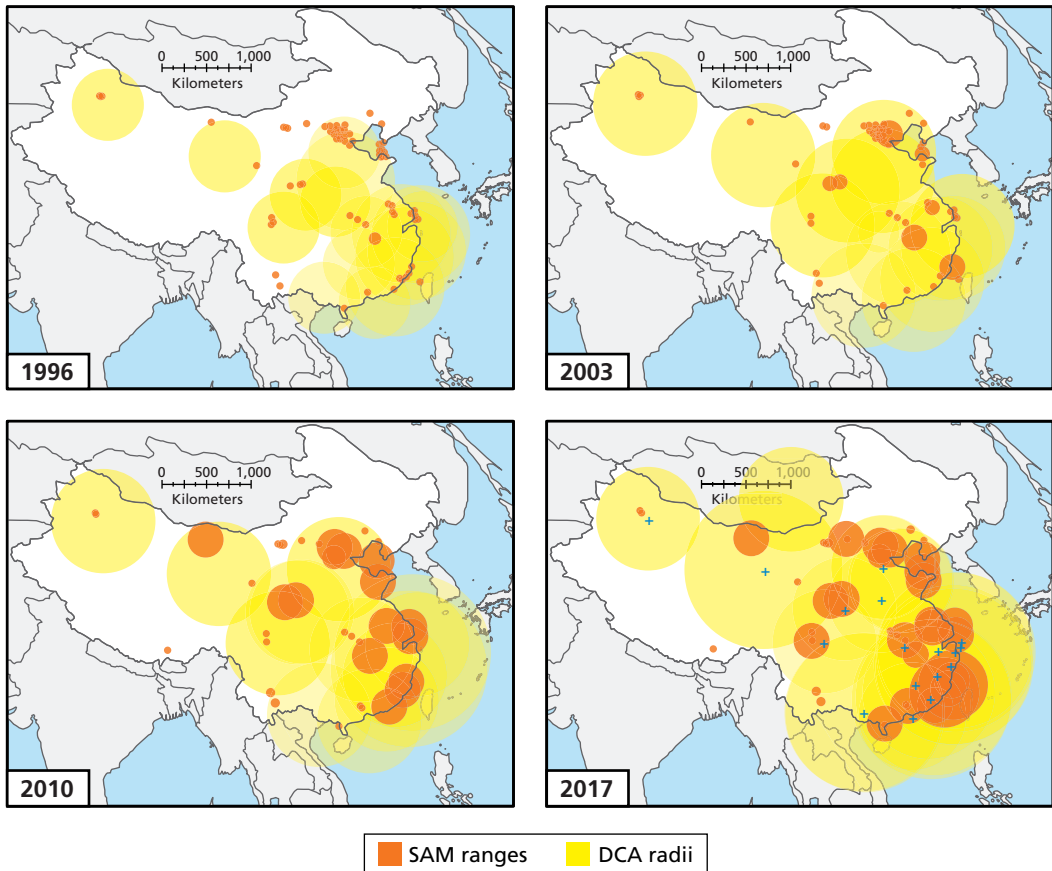 0 500 1,000
Kilometers
1996
0 500 1,000
Kilometers
2003
0 500 1,000
Kilometers
2010
0 500 1,000
Kilometers
2017
SAM ranges
DCA radii